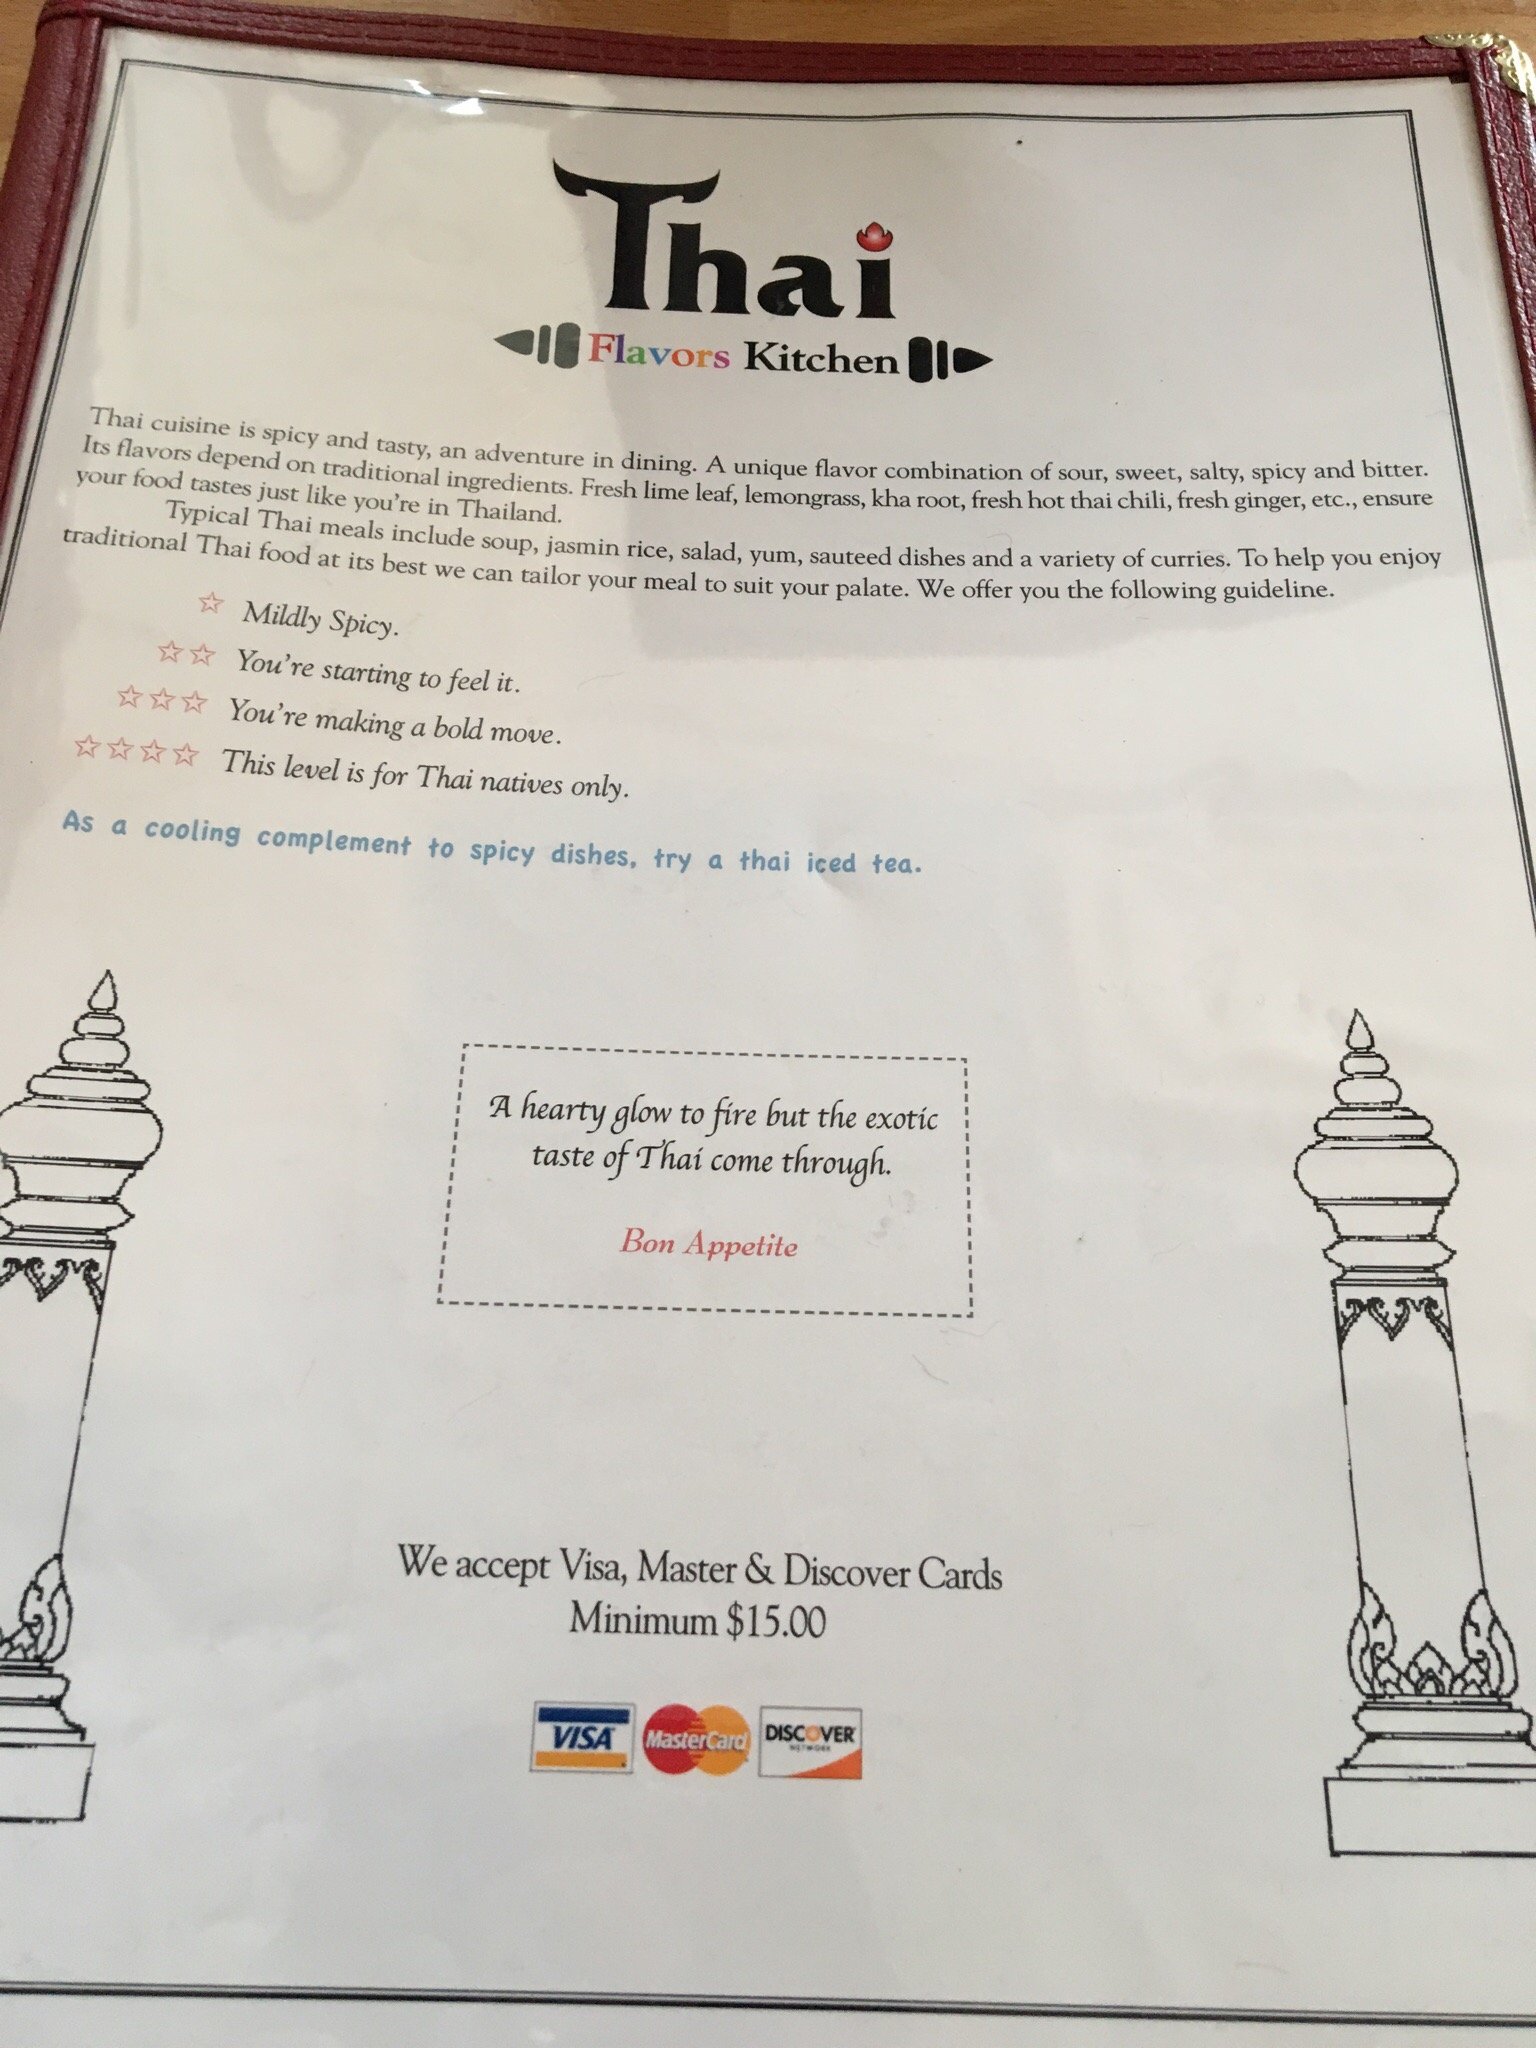 Thai
Flavors Kitchen
Thai cuisine is spicy and tasty, an adventure in dining. A unique flavor combination of sour, sweet, salty, spicy and bitter.
Its flavors depend on traditional ingredients. Fresh lime leaf, lemongrass, kha root, fresh hot thai chili, fresh ginger, etc., ensure
your food tastes just like you're in Thailand.
Typical Thai meals include soup, jasmin rice, salad, yum, sauteed dishes and a variety of curries. To help you enjoy
traditional Thai food at its best we can tailor your meal to suit your palate. We offer you the following guideline.
☆ Mildly Spicy.
☆☆ You're starting to feel it.
☆☆☆ You're making a bold move.
☆☆☆☆ This level is for Thai natives only.
As a cooling complement to spicy dishes, try a thai iced tea.
A hearty glow to fire but the exotic
taste of Thai come through.
Bon Appetite
We accept Visa, Master & Discover Cards
Minimum $15.00
VISA MasterCard DISCOVER
NETWORK